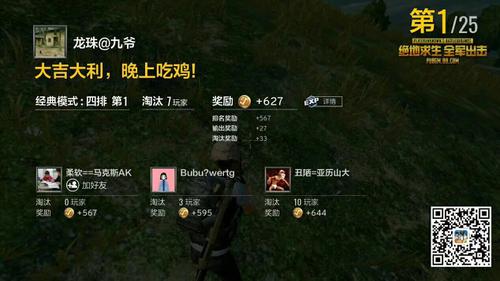 龙珠@九爷
第1/25
绝地求生 全军出击
PUBGM.QQ.COM
大吉大利，晚上吃鸡!
经典模式:四排 第1 淘汰 7玩家 奖励 +627 EXP 详情
排名奖励 +567
输出奖励 +27
淘汰奖励 +33
柔软==马克斯AK Bubu?wertg 丑陋=亚历山大
加好友
淘汰 0玩家 淘汰 3玩家 淘汰 10玩家
奖励 +567 奖励 +595 奖励 +644